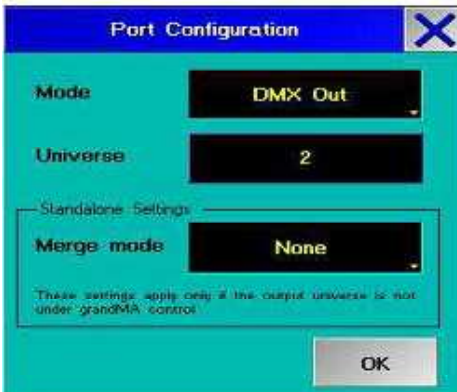 Port Configuration
Mode
DMX Out
Universe
2
Standalone Settings
Merge mode
None
These settings apply only if the output universe is not
under grandMA control
OK